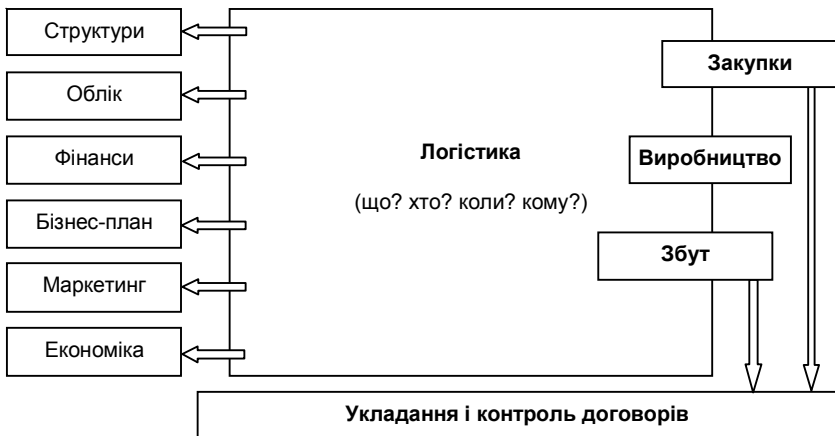 Структури
Облік
Фінанси
Бізнес-план
Маркетинг
Економіка
Логістика
(що? хто? коли? кому?)
Закупки
Виробництво
Збут
Укладання і контроль договорів